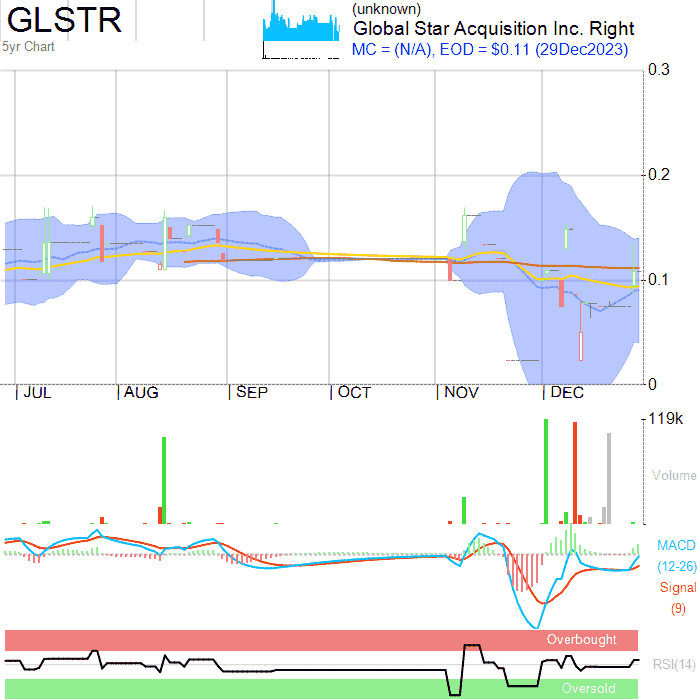 GLSTR
5yr Chart
(unknown)
Global Star Acquisition Inc. Right
MC = (N/A), EOD = $0.11 (29Dec2023)
0.3
0.2
0.1
0
JUL AUG SEP OCT NOV DEC
119k
Volume
MACD
(12-26)
Signal
(9)
Overbought
RSI(14)
Oversold